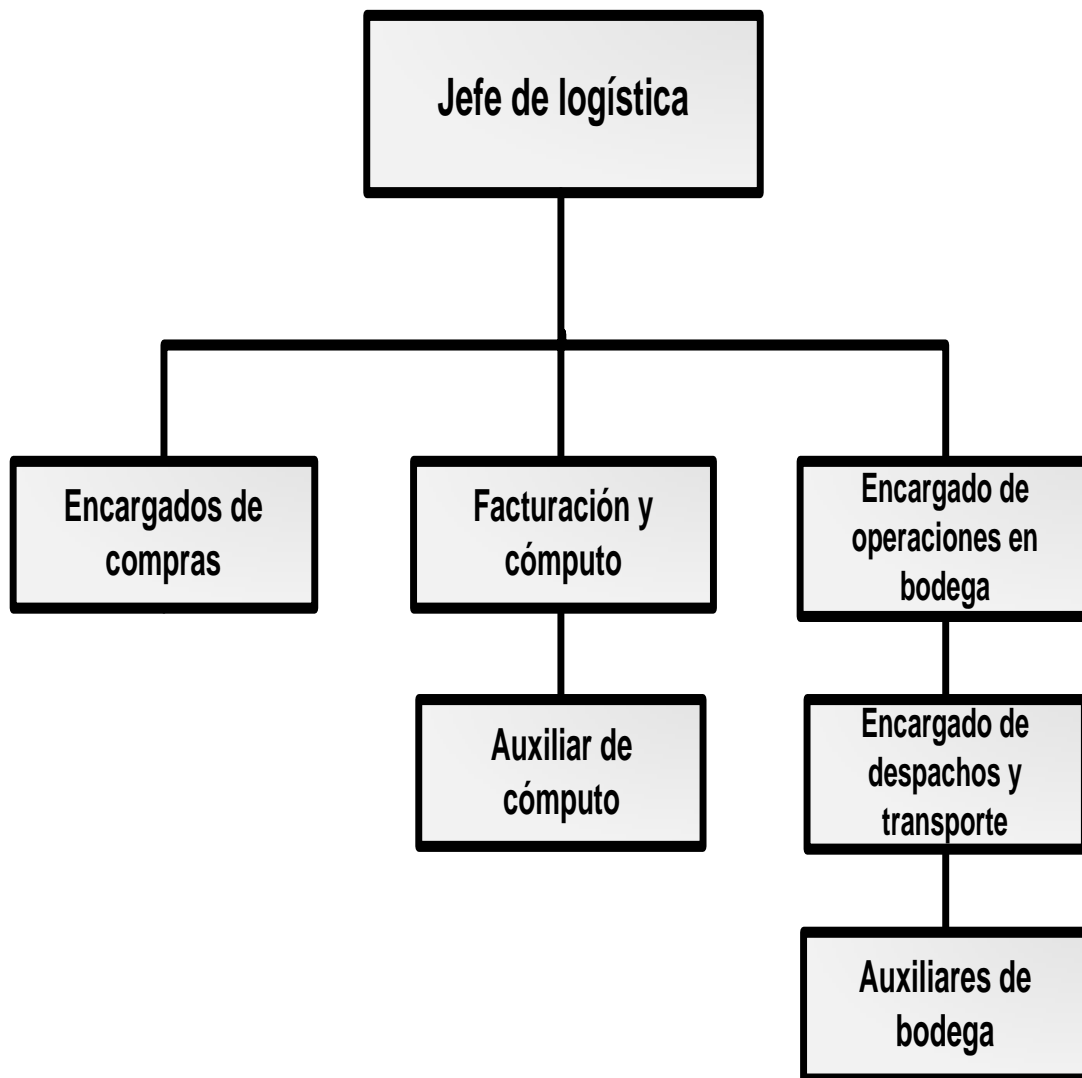 Jefe de logística
Encargados de
compras
Facturación y
cómputo
Encargado de
operaciones en
bodega
Auxiliar de
cómputo
Encargado de
despachos y
transporte
Auxiliares de
bodega